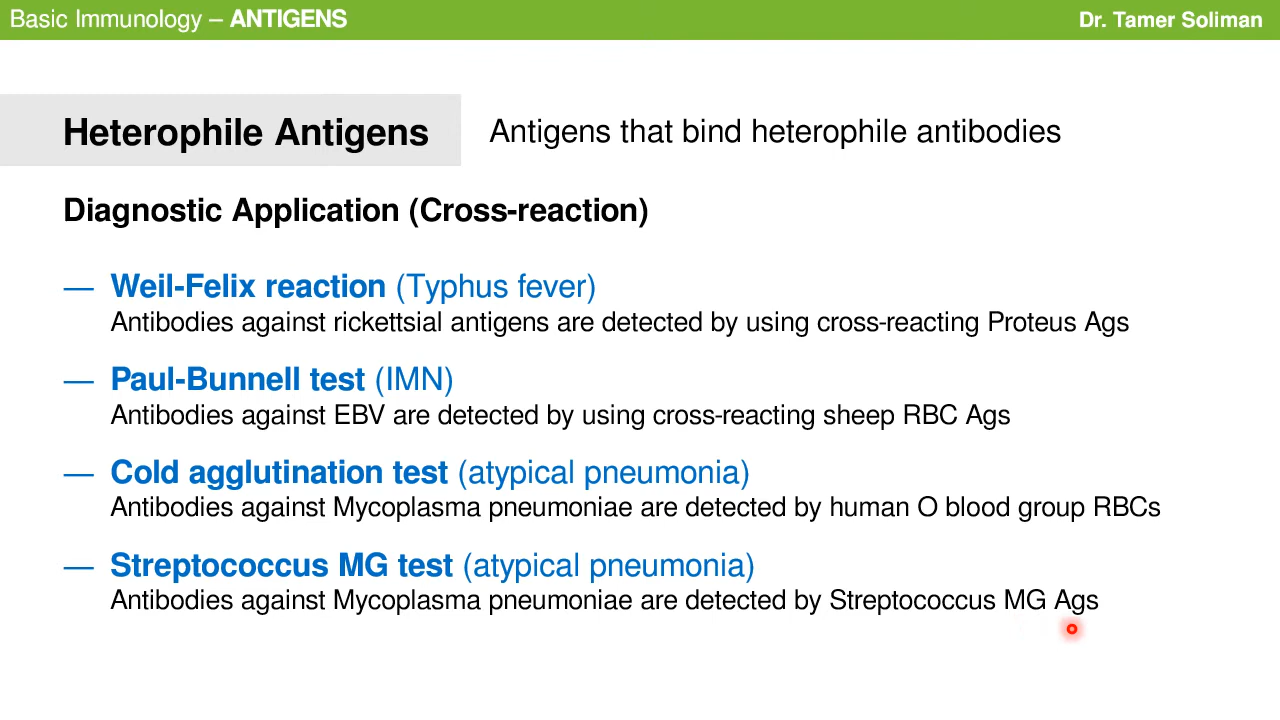 Basic Immunology – ANTIGENS
Dr. Tamer Soliman
Heterophile Antigens
Antigens that bind heterophile antibodies
Diagnostic Application (Cross-reaction)
— Weil-Felix reaction (Typhus fever)
Antibodies against rickettsial antigens are detected by using cross-reacting Proteus Ags
— Paul-Bunnell test (IMN)
Antibodies against EBV are detected by using cross-reacting sheep RBC Ags
— Cold agglutination test (atypical pneumonia)
Antibodies against Mycoplasma pneumoniae are detected by human O blood group RBCs
— Streptococcus MG test (atypical pneumonia)
Antibodies against Mycoplasma pneumoniae are detected by Streptococcus MG Ags